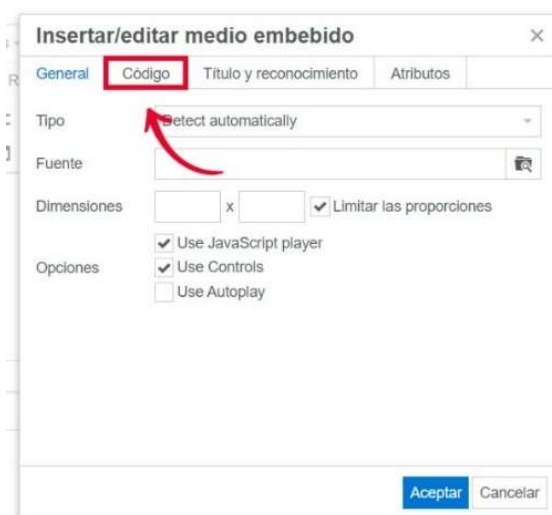 Insertar/editar medio embebido
General Código Título y reconocimiento Atributos
Tipo Detect automatically
Fuente
Dimensiones x Limitar las proporciones
Use JavaScript player
Opciones Use Controls
Use Autoplay
Aceptar Cancelar